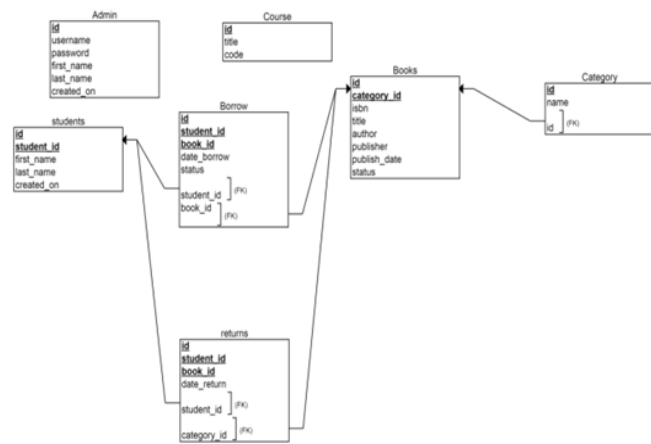 Admin
id
username
password
first_name
last_name
created_on
Course
id
title
code
Books
id
category_id
isbn
title
author
publisher
publish_date
status
Category
id
name
id (FK)
students
id
student_id
first_name
last_name
created_on
Borrow
id
student_id
book_id
date_borrow
status
student_id (FK)
book_id (FK)
returns
id
student_id
book_id
date_return
student_id (FK)
category_id (FK)